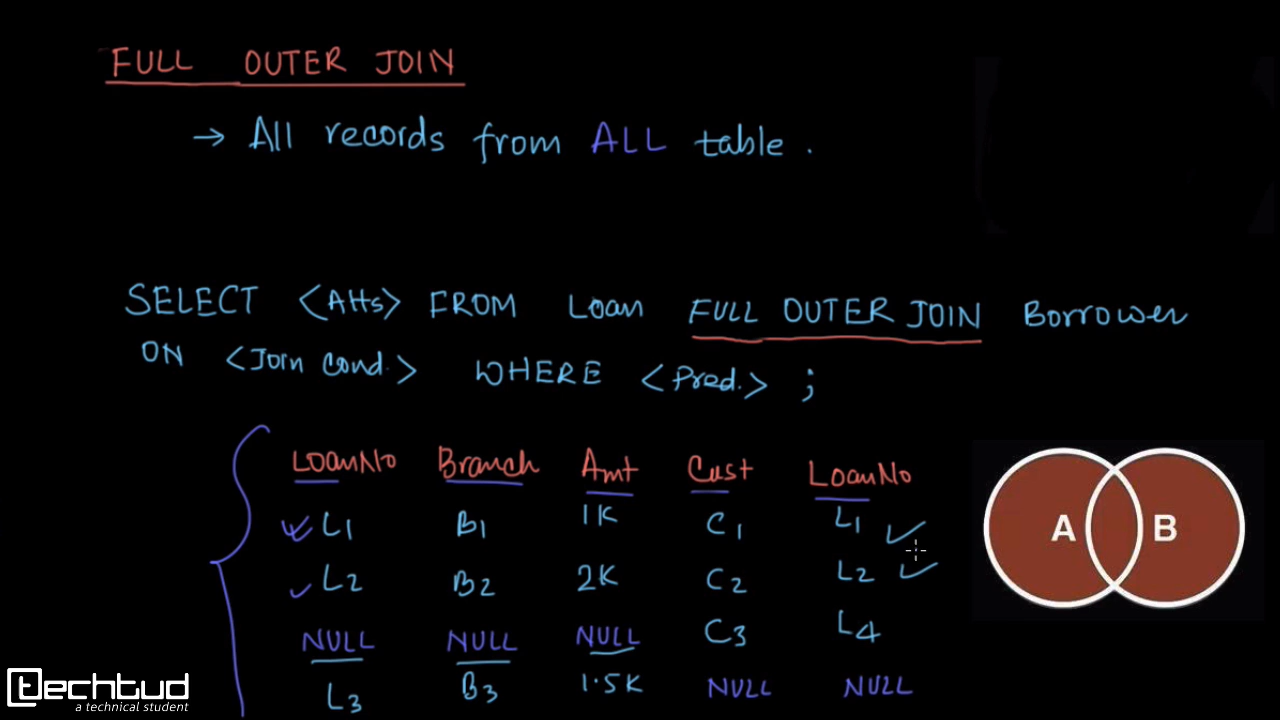 FULL OUTER JOIN
→ All records from ALL table.
SELECT <Atts> FROM Loan FULL OUTER JOIN Borrower
ON <Join Cond.> WHERE <Pred.> ;
LoanNo Branch Amt Cust LoanNo
L1 B1 1K C1 L1
L2 B2 2K C2 L2
NULL NULL NULL C3 L4
L3 B3 1.5K NULL NULL
A B
techtud
a technical student